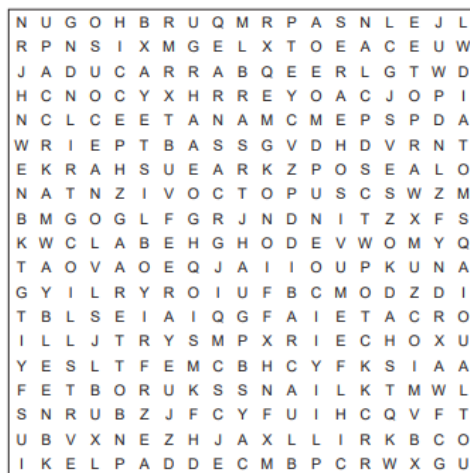 N U G O H B R U Q M R P A S N L E J L
R P N S I X M G E L X T O E A C E U W
J A D U C A R R A B Q E E R L G T W D
H C N O C Y X H R R E Y O A C J O P I
N C L C E E T A N A M C M E P S P D A
W R I E P T B A S S G V D H D V R N T
E K R A H S U E A R K Z P O S E A L O
N A T N Z I V O C T O P U S C S W Z M
B M G O G L F G R J N D N I T Z X F S
K W C L A B E H G H O D E V W O M Y Q
T A O V A O E Q J A I I O U P K U N A
G Y I L R Y R O I U F B C M O D Z D I
T B L S E I A I Q G F A I E T A C R O
I L L J T R Y S M P X R I E C H O X U
Y E S L T F E M C B H C Y F K S I A A
F E T B O R U K S S N A I L K T M W L
S N R U B Z J F C Y F U I H C Q V F T
U B V X N E Z H J A X L L I R K B C O
I K E L P A D D E C M B P C R W X G U